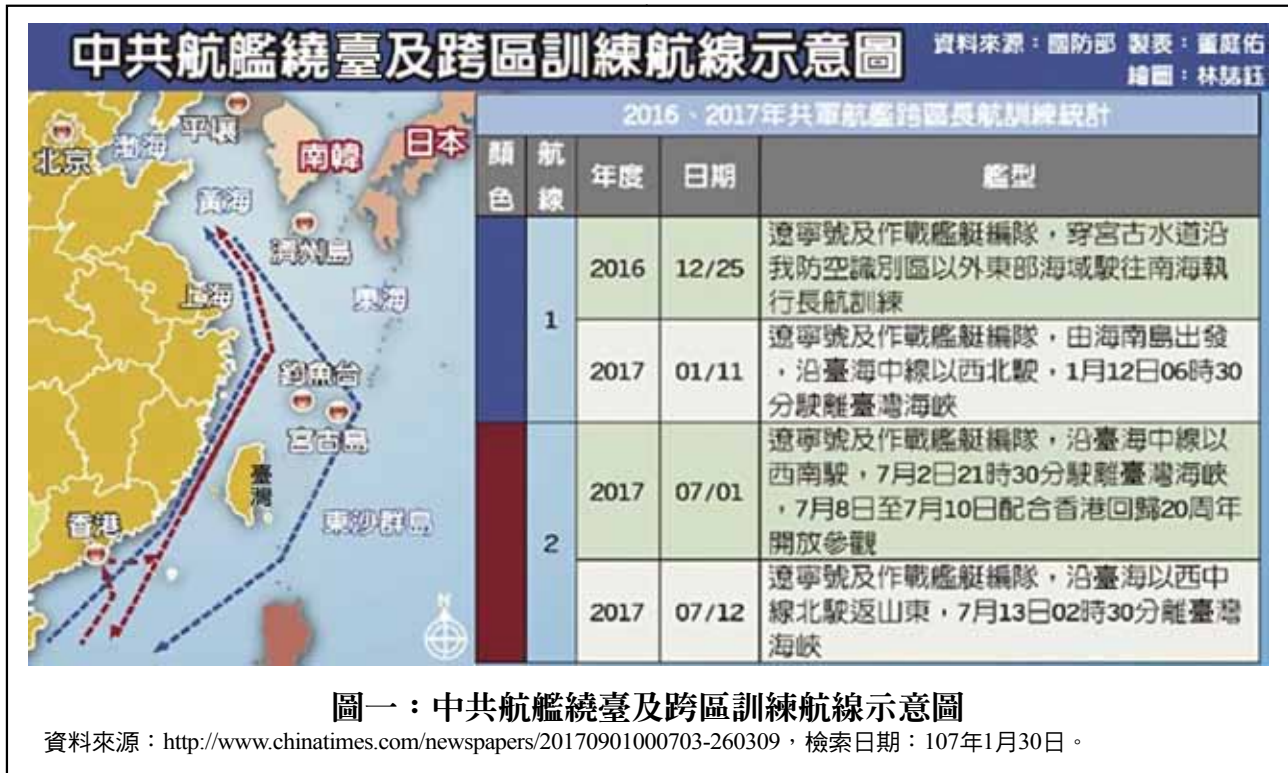 中共航艦繞臺及跨區訓練航線示意圖
資料來源：國防部 製表：董庭佑
繪圖：林誌鈺
北京
渤海
平壤
南韓
日本
黃海
濟州島
上海
東海
釣魚台
宮古島
臺灣
香港
東沙群島
N
2016、2017年共軍航艦跨區長航訓練統計
顏色
航線
年度
日期
艦型
1
2016
12/25
遼寧號及作戰艦艇編隊，穿宮古水道沿
我防空識別區以外東部海域駛往南海執
行長航訓練
2017
01/11
遼寧號及作戰艦艇編隊，由海南島出發
，沿臺海中線以西北駛，1月12日06時30
分駛離臺灣海峽
2
2017
07/01
遼寧號及作戰艦艇編隊，沿臺海中線以
西南駛，7月2日21時30分駛離臺灣海峽
，7月8日至7月10日配合香港回歸20周年
開放參觀
2017
07/12
遼寧號及作戰艦艇編隊，沿臺海以西中
線北駛返山東，7月13日02時30分離臺灣
海峽
圖一：中共航艦繞臺及跨區訓練航線示意圖
資料來源：http://www.chinatimes.com/newspapers/20170901000703-260309，檢索日期：107年1月30日。